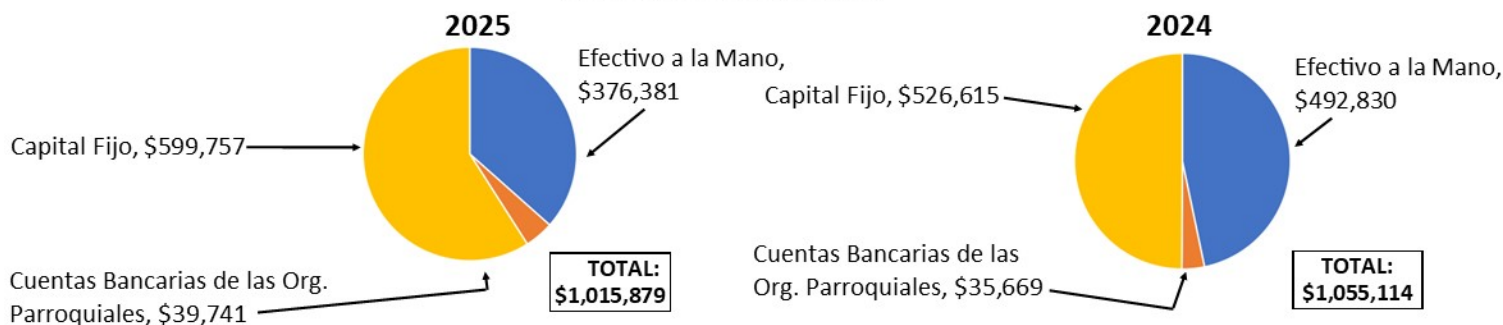 2025
Efectivo a la Mano,
$376,381
Capital Fijo, $599,757
Cuentas Bancarias de las Org.
Parroquiales, $39,741
TOTAL:
$1,015,879
2024
Efectivo a la Mano,
$492,830
Capital Fijo, $526,615
Cuentas Bancarias de las
Org. Parroquiales, $35,669
TOTAL:
$1,055,114